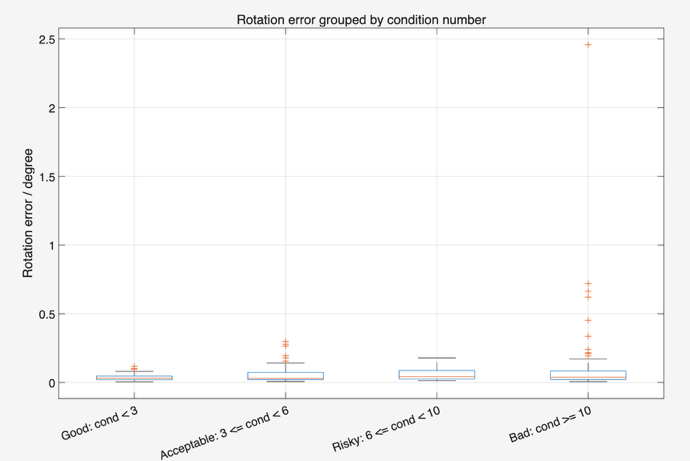 Rotation error grouped by condition number
Rotation error / degree
2.5
2
1.5
1
0.5
0
Good: cond < 3
Acceptable: 3 <= cond < 6
Risky: 6 <= cond < 10
Bad: cond >= 10